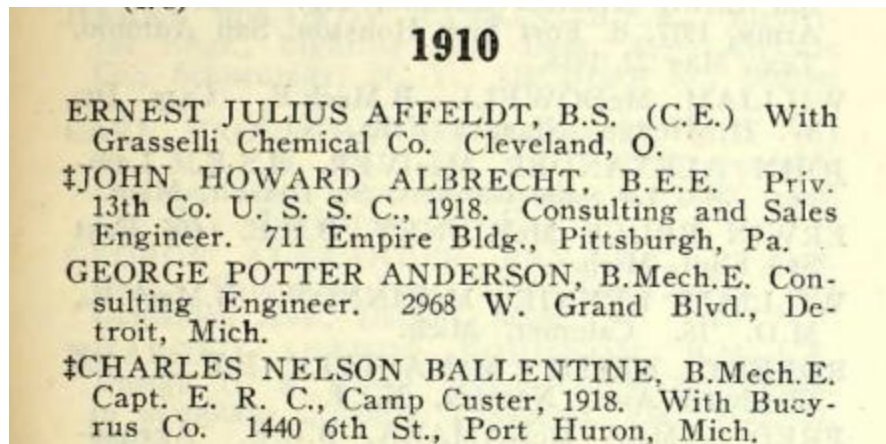 1910
ERNEST JULIUS AFFELDT, B.S. (C.E.) With
Grasselli Chemical Co. Cleveland, O.
‡JOHN HOWARD ALBRECHT, B.E.E. Priv.
13th Co. U. S. S. C., 1918. Consulting and Sales
Engineer. 711 Empire Bldg., Pittsburgh, Pa.
GEORGE POTTER ANDERSON, B.Mech.E. Con-
sulting Engineer. 2968 W. Grand Blvd., De-
troit, Mich.
‡CHARLES NELSON BALLENTINE, B.Mech.E.
Capt. E. R. C., Camp Custer, 1918. With Bucy-
rus Co. 1440 6th St., Port Huron, Mich.